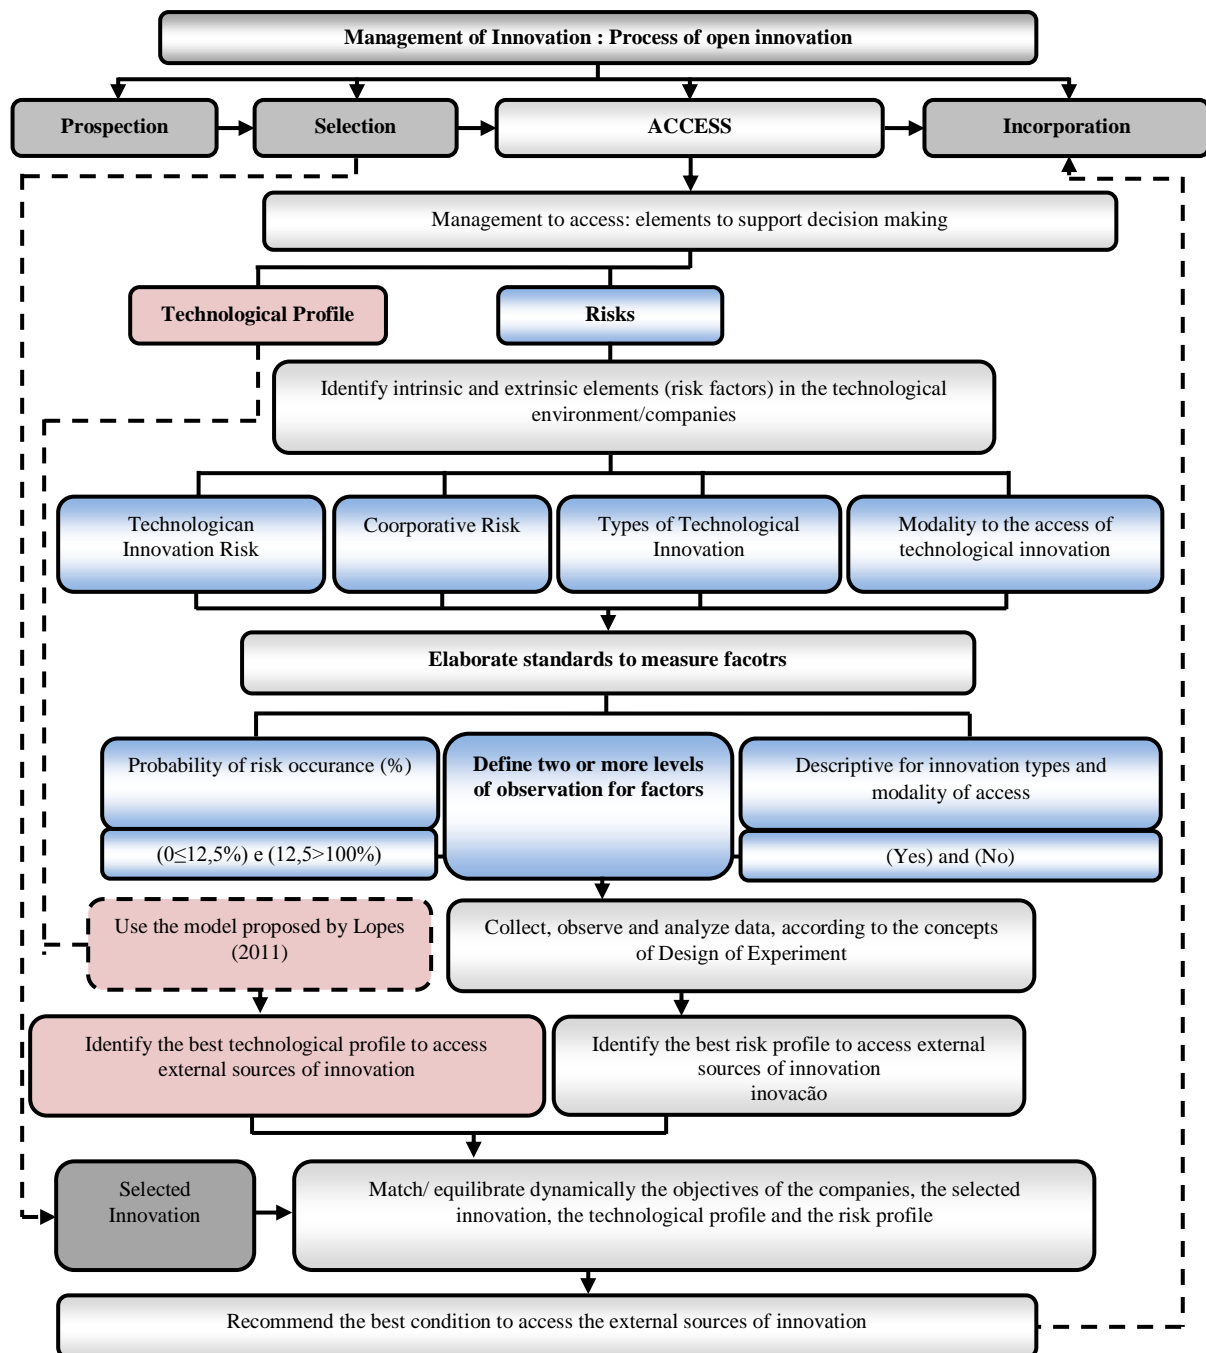 Management of Innovation : Process of open innovation
Prospection
Selection
ACCESS
Incorporation
Management to access: elements to support decision making
Technological Profile
Risks
Identify intrinsic and extrinsic elements (risk factors) in the technological
environment/companies
Technologican
Innovation Risk
Coorporative Risk
Types of Technological
Innovation
Modality to the access of
technological innovation
Elaborate standards to measure facotrs
Probability of risk occurance (%)
(0≤12,5%) e (12,5>100%)
Define two or more levels
of observation for factors
Descriptive for innovation types and
modality of access
(Yes) and (No)
Use the model proposed by Lopes
(2011)
Collect, observe and analyze data, according to the concepts
of Design of Experiment
Identify the best technological profile to access
external sources of innovation
Identify the best risk profile to access external
sources of innovation
inovacão
Selected
Innovation
Match/ equilibrate dynamically the objectives of the companies, the selected
innovation, the technological profile and the risk profile
Recommend the best condition to access the external sources of innovation